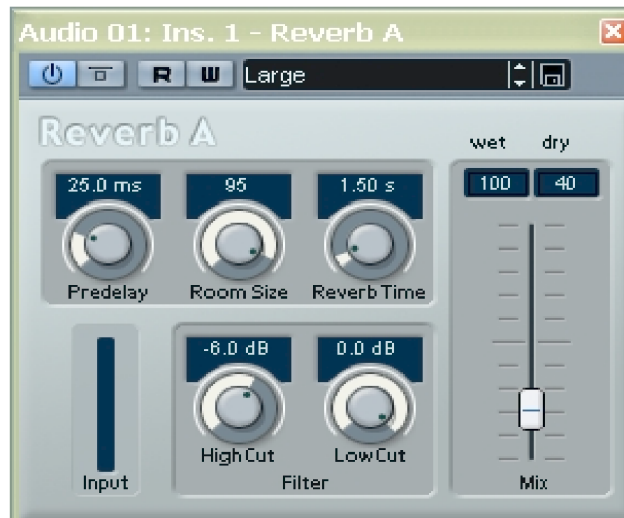 Audio 01: Ins. 1 - Reverb A
R W Large
Reverb A
wet dry
25.0 ms 95 1.50 s 100 40
Predelay Room Size Reverb Time
-6.0 dB 0.0 dB
High Cut Low Cut
Input Filter Mix